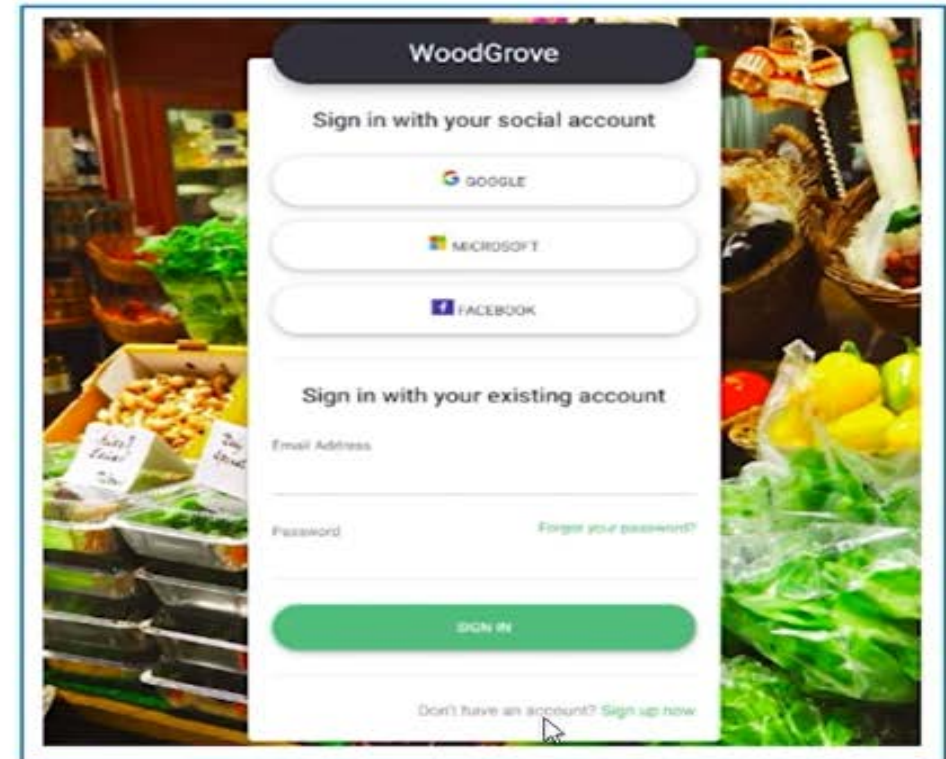 WoodGrove
Sign in with your social account
GOOGLE
MICROSOFT
FACEBOOK
Sign in with your existing account
Email Address
Password
Forgot your password?
SIGN IN
Don't have an account? Sign up now